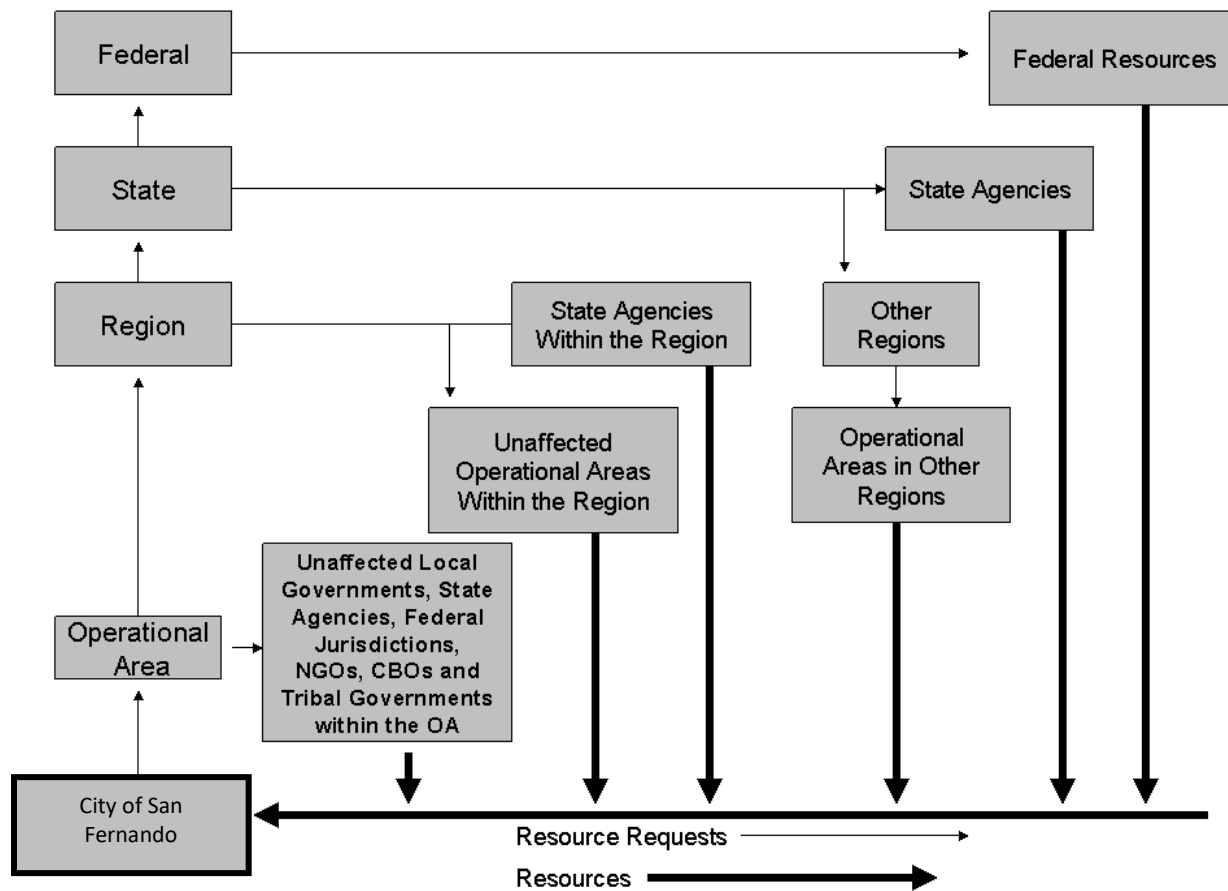 Federal
Federal Resources
State
State Agencies
Region
State Agencies
Within the Region
Other
Regions
Unaffected
Operational Areas
Within the Region
Operational
Areas in Other
Regions
Unaffected Local
Governments, State
Agencies, Federal
Jurisdictions,
NGOs, CBOs and
Tribal Governments
within the OA
Operational
Area
City of San
Fernando
Resource Requests
Resources